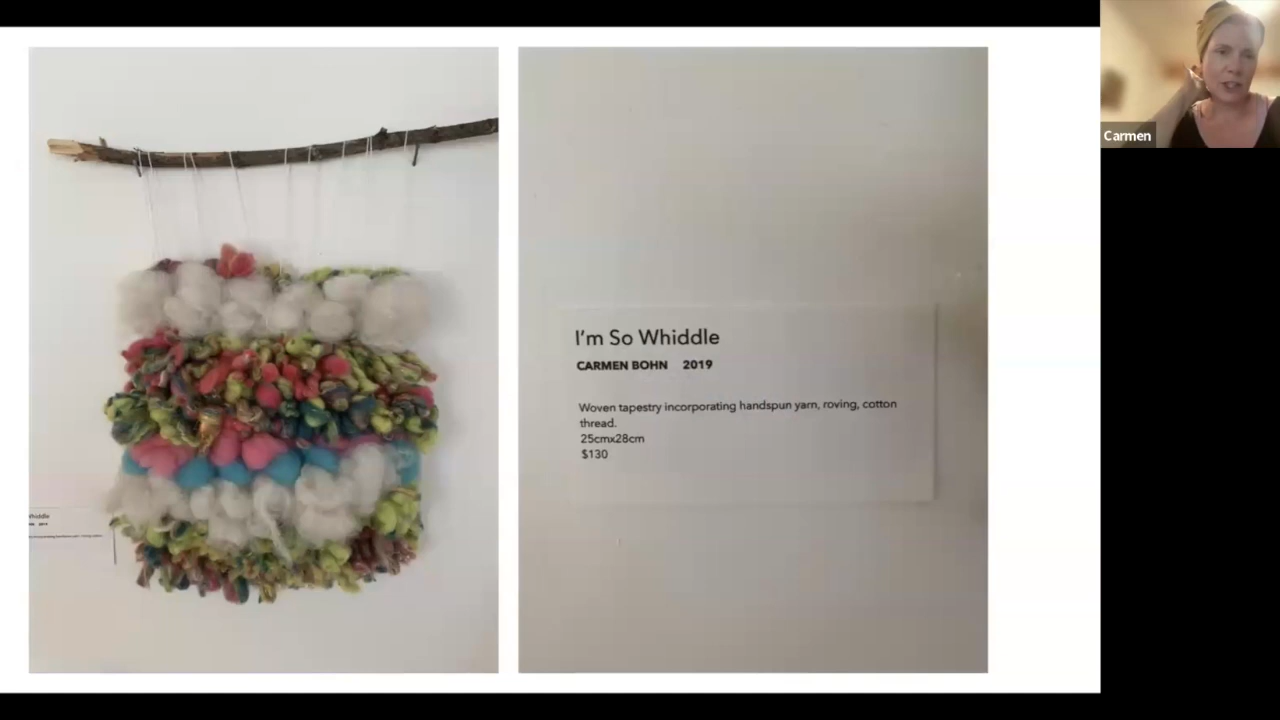 I'm So Whiddle
CARMEN BOHN 2019
Woven tapestry incorporating handspun yarn, roving, cotton
thread.
25cmx28cm
$130
Carmen